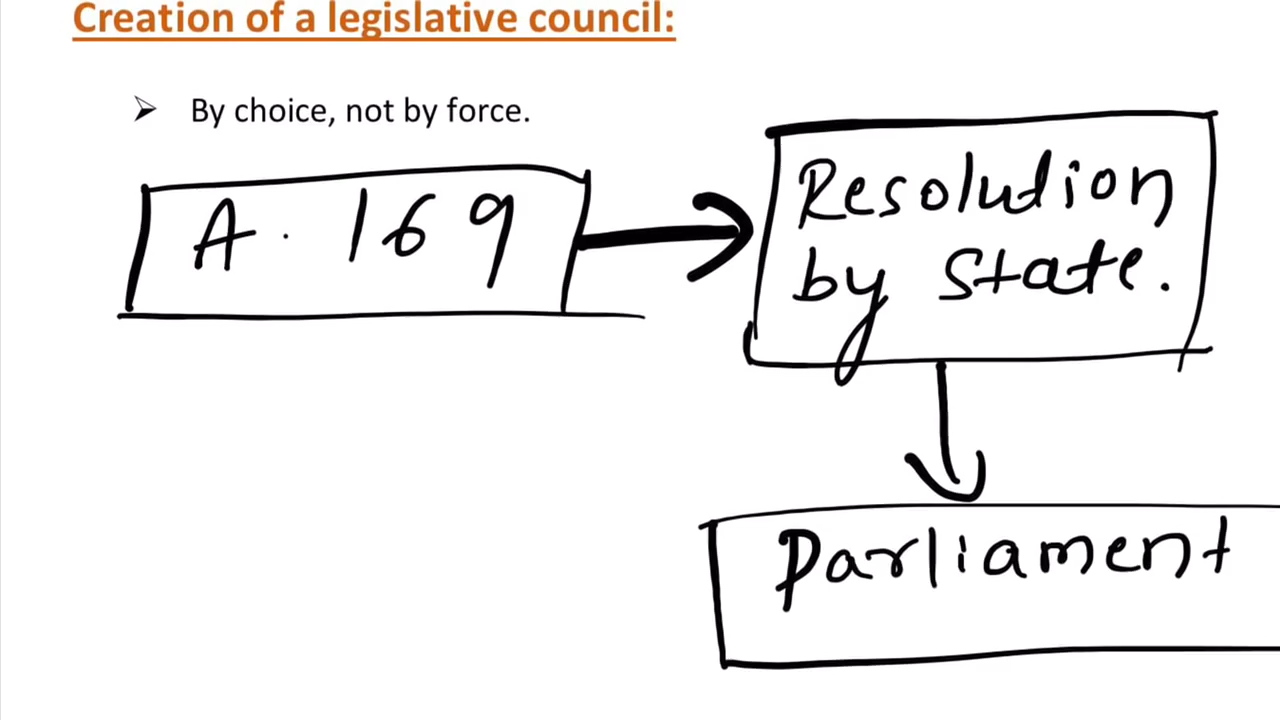 Creation of a legislative council:
➢ By choice, not by force.
A. 169
Resolution
by State.
Parliament